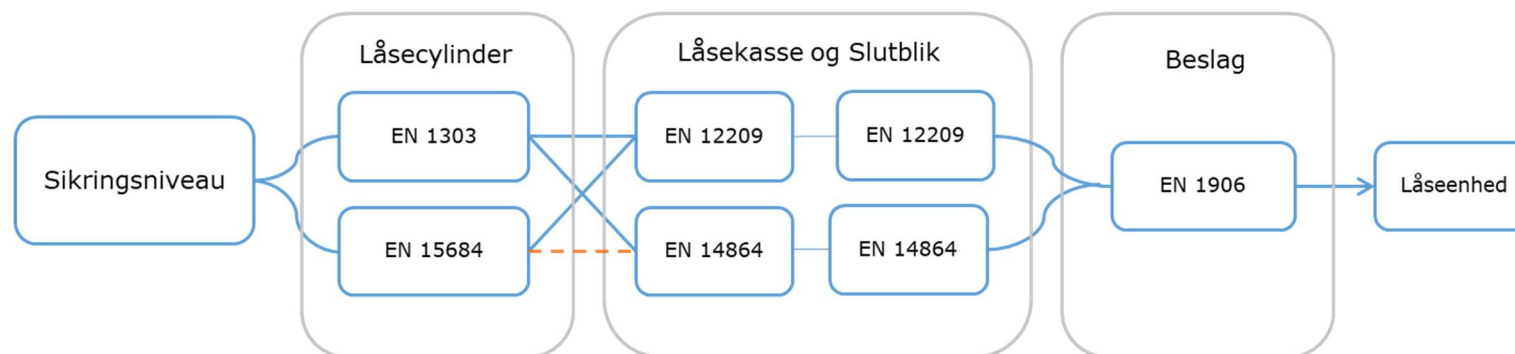 Sikringsniveau
Låsecylinder
EN 1303
EN 15684
Låsekasse og Slutblik
EN 12209
EN 12209
EN 14864
EN 14864
Beslag
EN 1906
Låseenhed